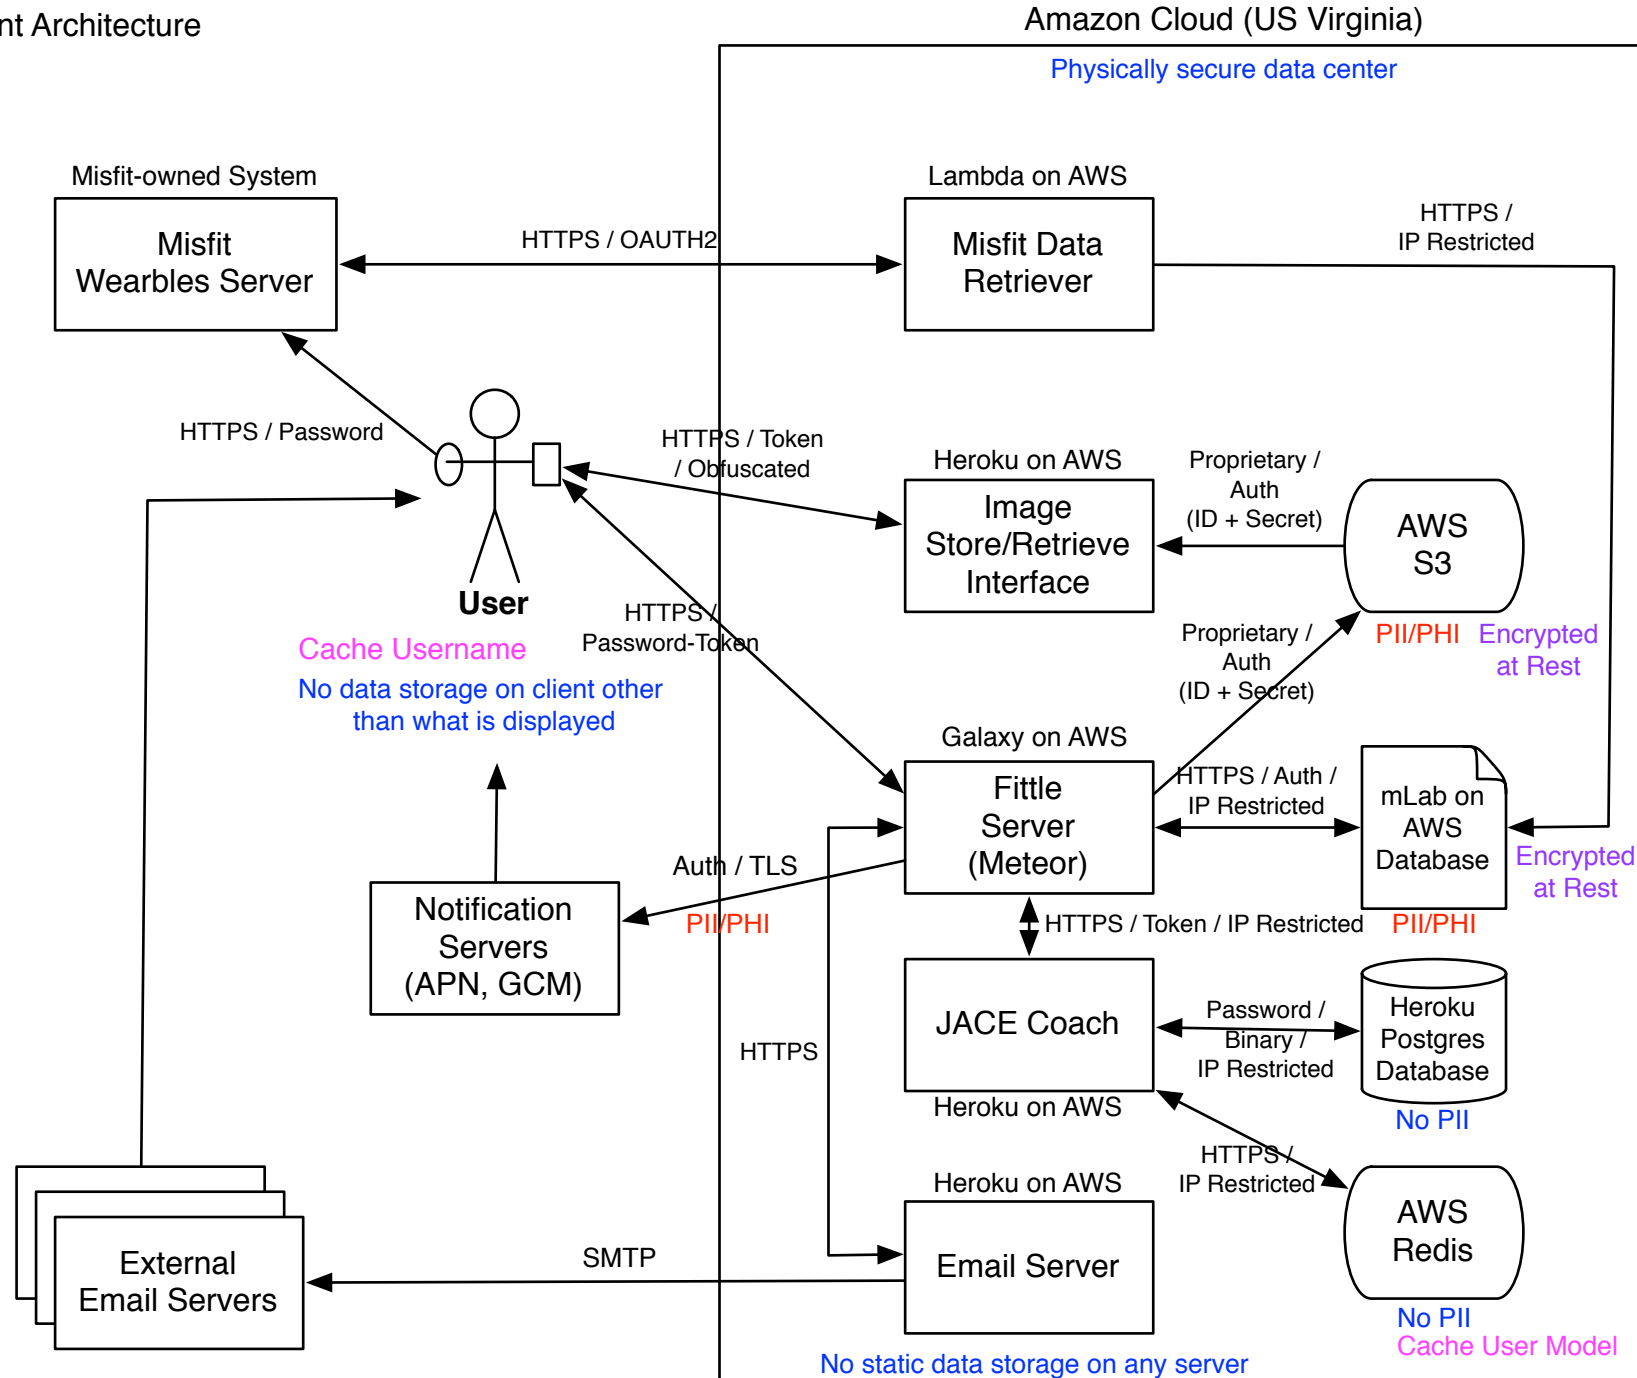 nt Architecture
Amazon Cloud (US Virginia)
Physically secure data center
Misfit-owned System
Misfit
Wearbles Server
HTTPS / OAUTH2
Lambda on AWS
Misfit Data
Retriever
HTTPS /
IP Restricted
HTTPS / Password
HTTPS / Token
/ Obfuscated
Heroku on AWS
Image
Store/Retrieve
Interface
Proprietary /
Auth
(ID + Secret)
AWS
S3
PII/PHI
Encrypted
at Rest
User
Cache Username
No data storage on client other
than what is displayed
HTTPS /
Password-Token
Proprietary /
Auth
(ID + Secret)
Galaxy on AWS
Fittle
Server
(Meteor)
HTTPS / Auth /
IP Restricted
mLab on
AWS
Database
Encrypted
at Rest
PII/PHI
Auth / TLS
PII/PHI
Notification
Servers
(APN, GCM)
HTTPS / Token / IP Restricted
JACE Coach
Heroku on AWS
Password /
Binary /
IP Restricted
Heroku
Postgres
Database
No PII
HTTPS
HTTPS /
IP Restricted
AWS
Redis
No PII
Cache User Model
Heroku on AWS
Email Server
SMTP
External
Email Servers
No static data storage on any server